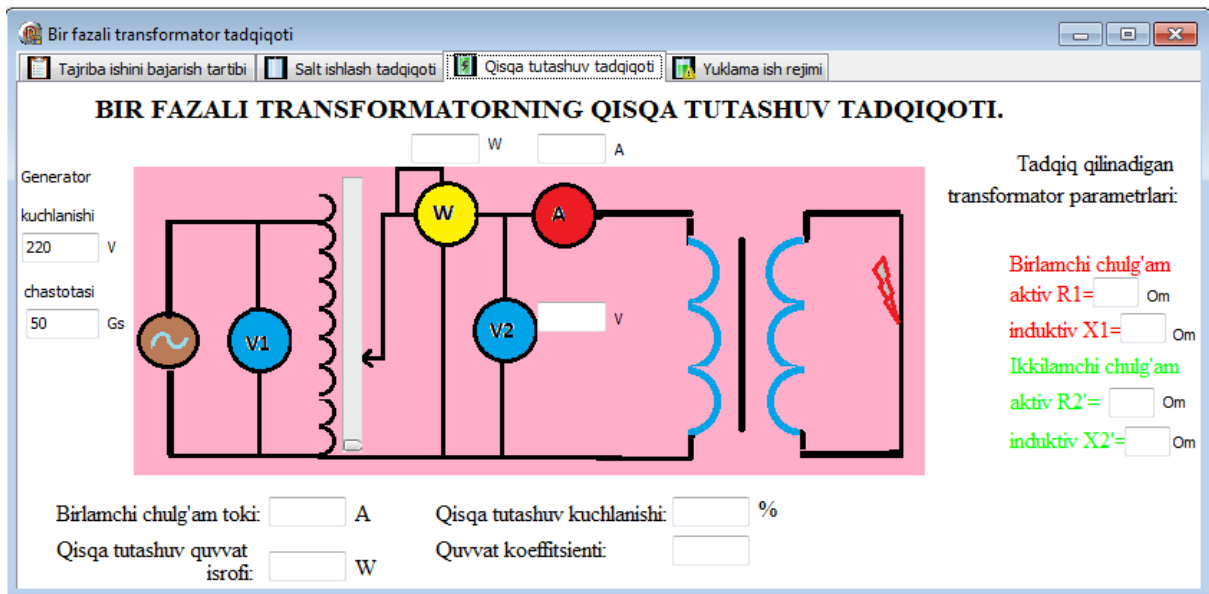 Bir fazali transformator tadqiqoti
Tajriba ishini bajarish tartibi
Salt ishlash tadqiqoti
Qisqa tutashuv tadqiqoti
Yuklama ish rejimi
BIR FAZALI TRANSFORMATORNING QISQA TUTASHUV TADQIQOTI.
W
A
Generator
kuchlanishi
220 V
chastotasi
50 Gs
V1
W
A
V2
V
Tadqiq qilinadigan
transformator parametrlari:
Birlamchi chulg'am
aktiv R1= Om
induktiv X1= Om
Ikkilamchi chulg'am
aktiv R2'= Om
induktiv X2'= Om
Birlamchi chulg'am toki: A
Qisqa tutashuv kuchlanishi: %
Qisqa tutashuv quvvat
isrofi: W
Quvvat koeffitsienti: